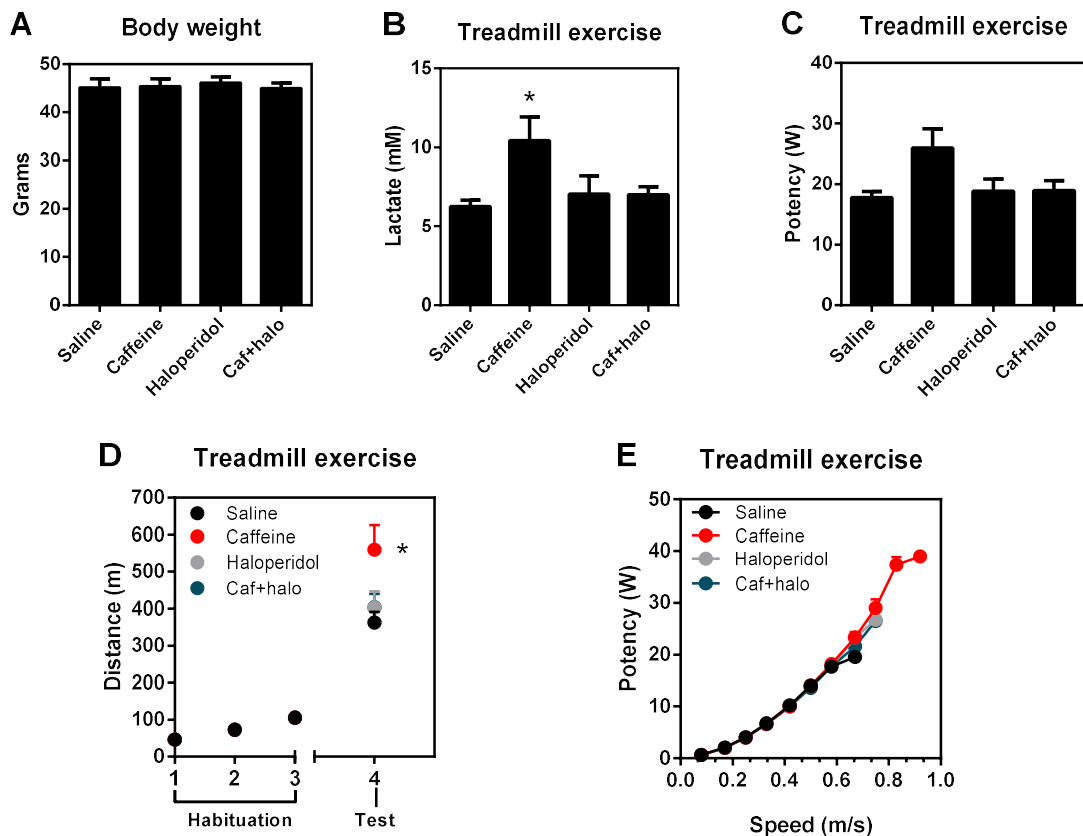 A
Body weight
Grams
50
40
30
20
10
0
Saline
Caffeine
Haloperidol
Caf+halo
B
Treadmill exercise
Lactate (mM)
15
10
5
0
*
Saline
Caffeine
Haloperidol
Caf+halo
C
Treadmill exercise
Potency (W)
40
30
20
10
0
Saline
Caffeine
Haloperidol
Caf+halo
D
Treadmill exercise
Distance (m)
700
600
500
400
300
200
100
0
Saline
Caffeine
Haloperidol
Caf+halo
*
1 2 3 4
Habituation Test
E
Treadmill exercise
Potency (W)
50
40
30
20
10
0
Saline
Caffeine
Haloperidol
Caf+halo
0.0 0.2 0.4 0.6 0.8 1.0
Speed (m/s)